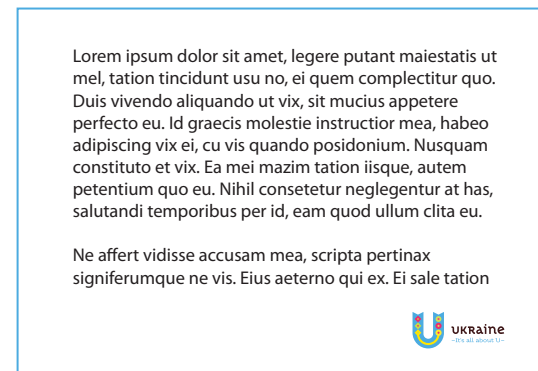 Lorem ipsum dolor sit amet, legere putant maiestatis ut
mel, tation tincidunt usu no, ei quem complectitur quo.
Duis vivendo aliquando ut vix, sit mucius appetere
perfecto eu. Id graecis molestie instructior mea, habeo
adipiscing vix ei, cu vis quando posidonium. Nusquam
constituto et vix. Ea mei mazim tation iisque, autem
petentium quo eu. Nihil consetetur neglegentur at has,
salutandi temporibus per id, eam quod ullum clita eu.
Ne affert vidisse accusam mea, scripta pertinax
signiferumque ne vis. Eius aeterno qui ex. Ei sale tation
U
UKRAINE
-It's all about U-